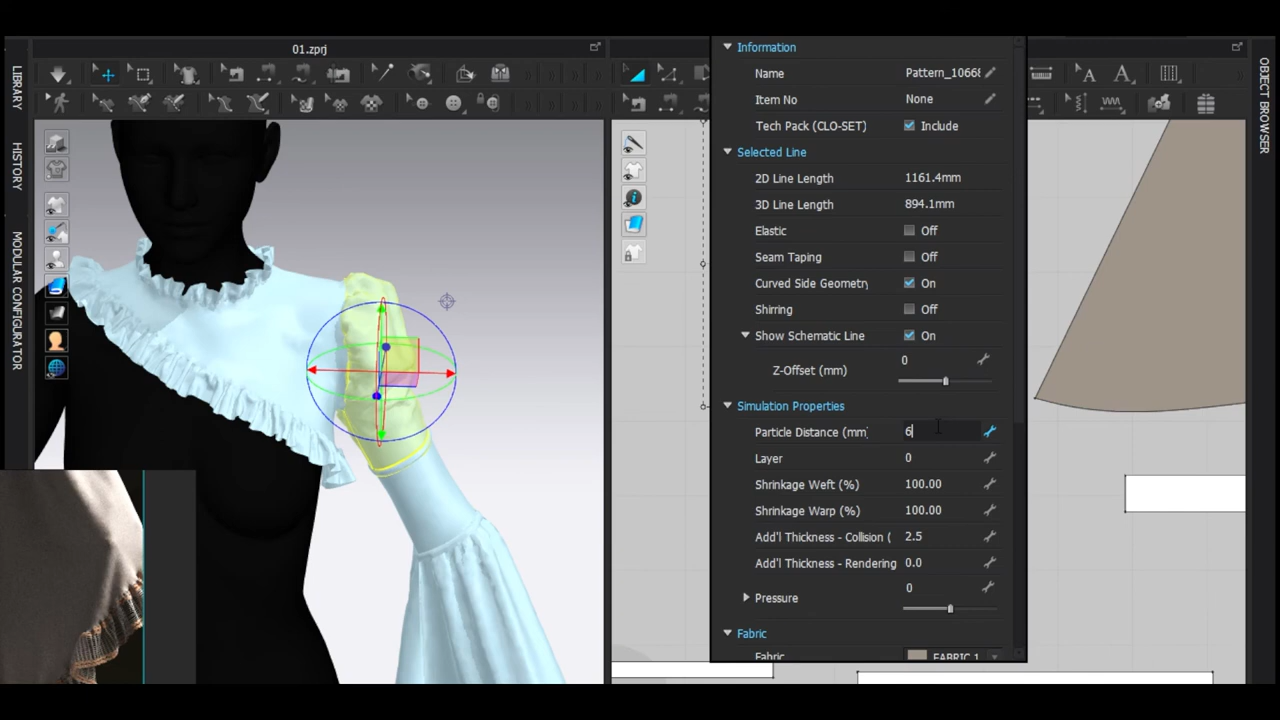 01.zprj
LIBRARY
HISTORY
MODULAR CONFIGURATOR
Information
Name Pattern_1066
Item No None
Tech Pack (CLO-SET) Include
Selected Line
2D Line Length 1161.4mm
3D Line Length 894.1mm
Elastic Off
Seam Taping Off
Curved Side Geometry On
Shirring Off
Show Schematic Line On
Z-Offset (mm) 0
Simulation Properties
Particle Distance (mm) 6
Layer 0
Shrinkage Weft (%) 100.00
Shrinkage Warp (%) 100.00
Add'l Thickness - Collision ( 2.5
Add'l Thickness - Rendering 0.0
Pressure 0
Fabric
Fabric FABRIC 1
A A
OBJECT BROWSER